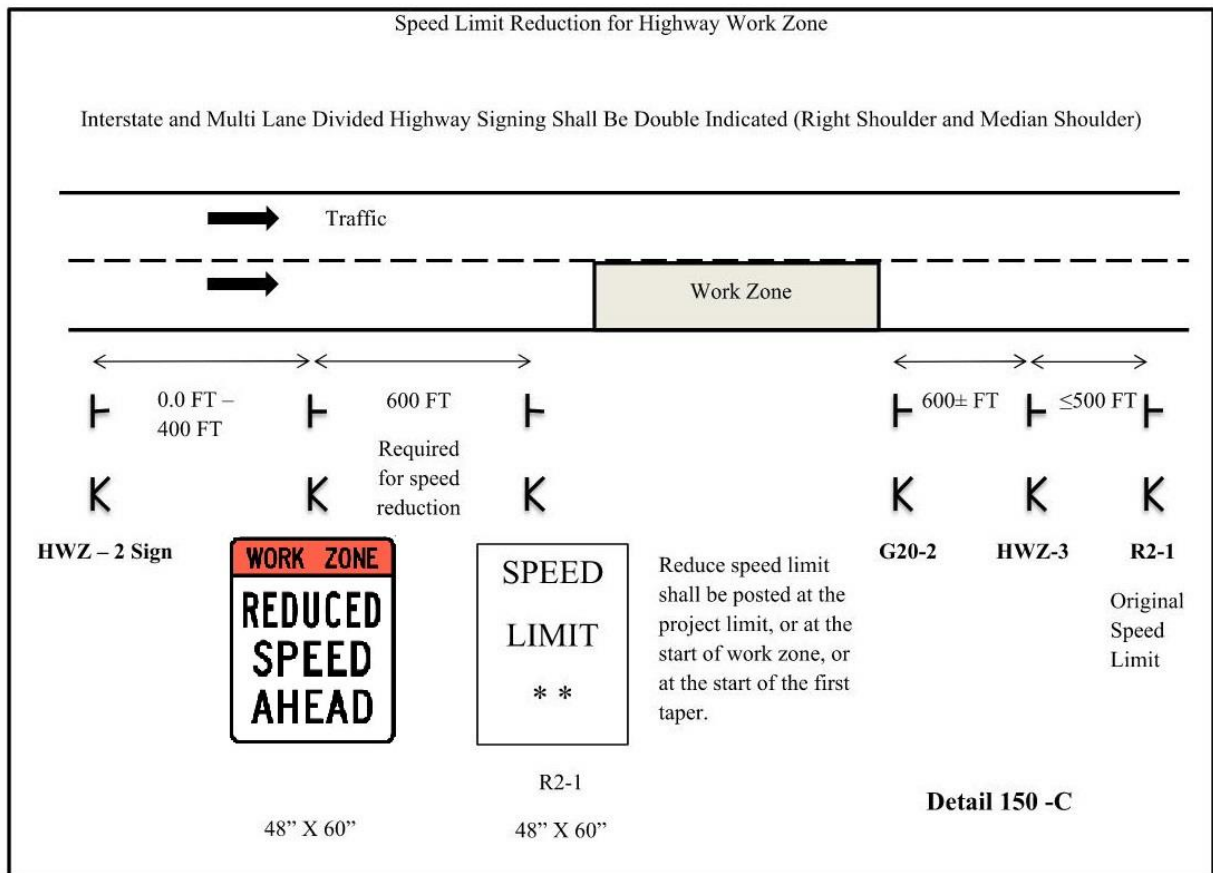 Speed Limit Reduction for Highway Work Zone
Interstate and Multi Lane Divided Highway Signing Shall Be Double Indicated (Right Shoulder and Median Shoulder)
Traffic
Work Zone
0.0 FT –
400 FT
600 FT
Required
for speed
reduction
600± FT
≤500 FT
HWZ – 2 Sign
WORK ZONE
REDUCED
SPEED
AHEAD
48” X 60”
SPEED
LIMIT
* *
R2-1
48” X 60”
Reduce speed limit
shall be posted at the
project limit, or at the
start of work zone, or
at the start of the first
taper.
G20-2
HWZ-3
R2-1
Original
Speed
Limit
Detail 150 -C